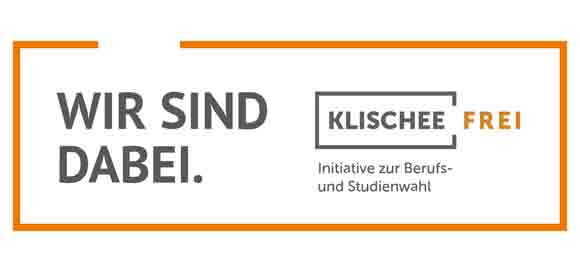 WIR SIND
DABEI.
KLISCHEE FREI
Initiative zur Berufs-
und Studienwahl